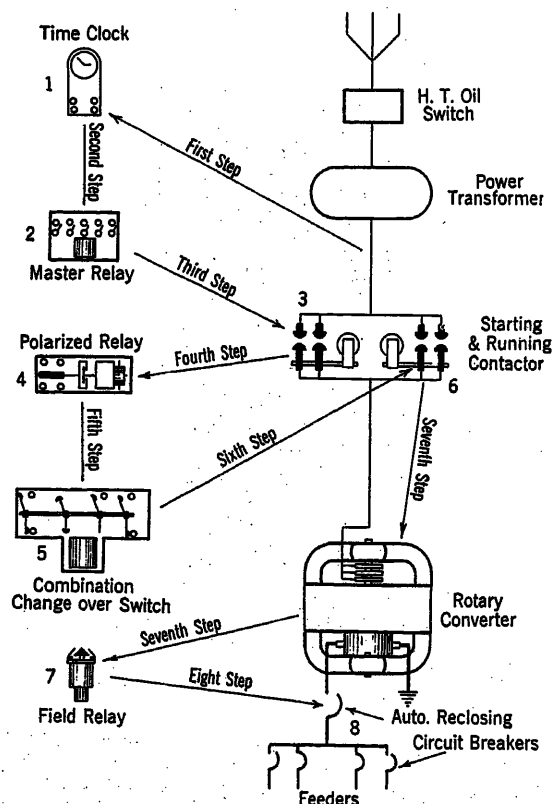 Time Clock
1
H. T. Oil
Switch
First Step
Second Step
Power
Transformer
2
Master Relay
Third Step
3
Starting
& Running
Contactor
Polarized Relay
Fourth Step
4
6
Fifth Step
Sixth Step
Seventh Step
5
Combination
Change over Switch
Rotary
Converter
Seventh Step
7
Eight Step
Field Relay
8
Auto. Reclosing
Circuit Breakers
Feeders